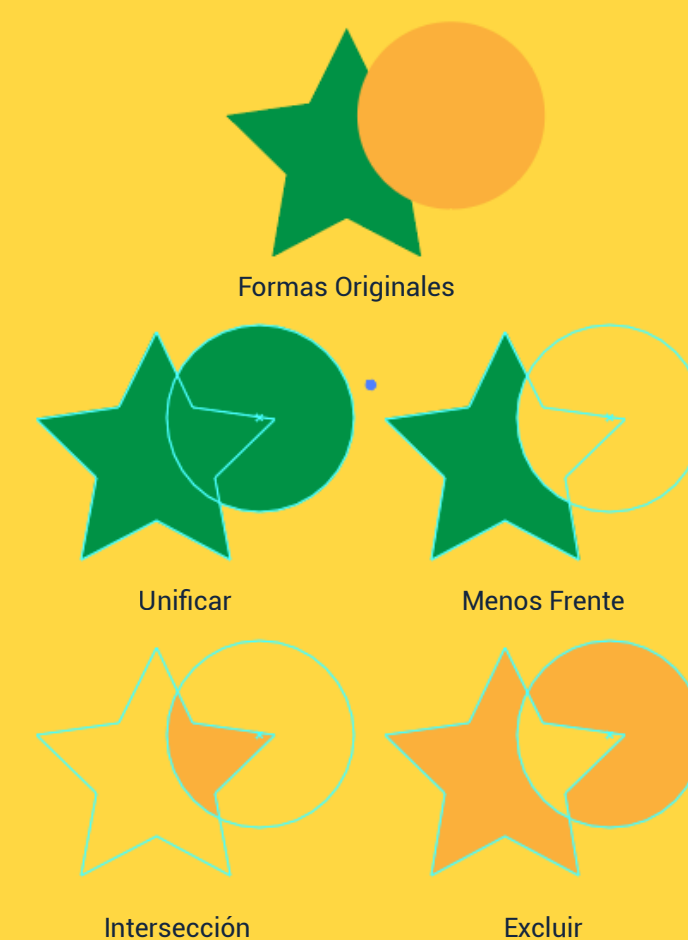 Formas Originales
Unificar
Menos Frente
Intersección
Excluir